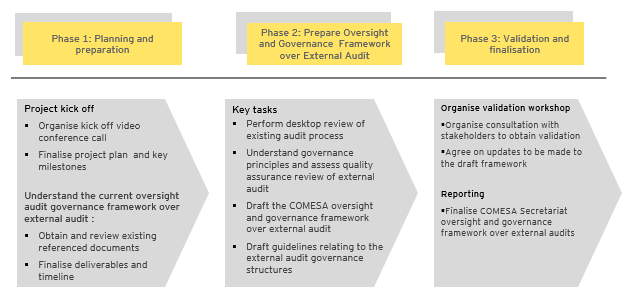 Phase 1: Planning and
preparation
Phase 2: Prepare Oversight
and Governance Framework
over External Audit
Phase 3: Validation and
finalisation
Project kick off
▪ Organise kick off video
conference call
▪ Finalise project plan and key
milestones
Understand the current oversight
audit governance framework over
external audit :
▪ Obtain and review existing
referenced documents
▪ Finalise deliverables and
timeline
Key tasks
▪ Perform desktop review of
existing audit process
▪ Understand governance
principles and assess quality
assurance review of external
audit
▪ Draft the COMESA oversight
and governance framework
over external audit
▪ Draft guidelines relating to the
external audit governance
structures
Organise validation workshop
▪Organise consultation with
stakeholders to obtain validation
▪Agree on updates to be made to
the draft framework
Reporting
▪Finalise COMESA Secretariat
oversight and governance
framework over external audits